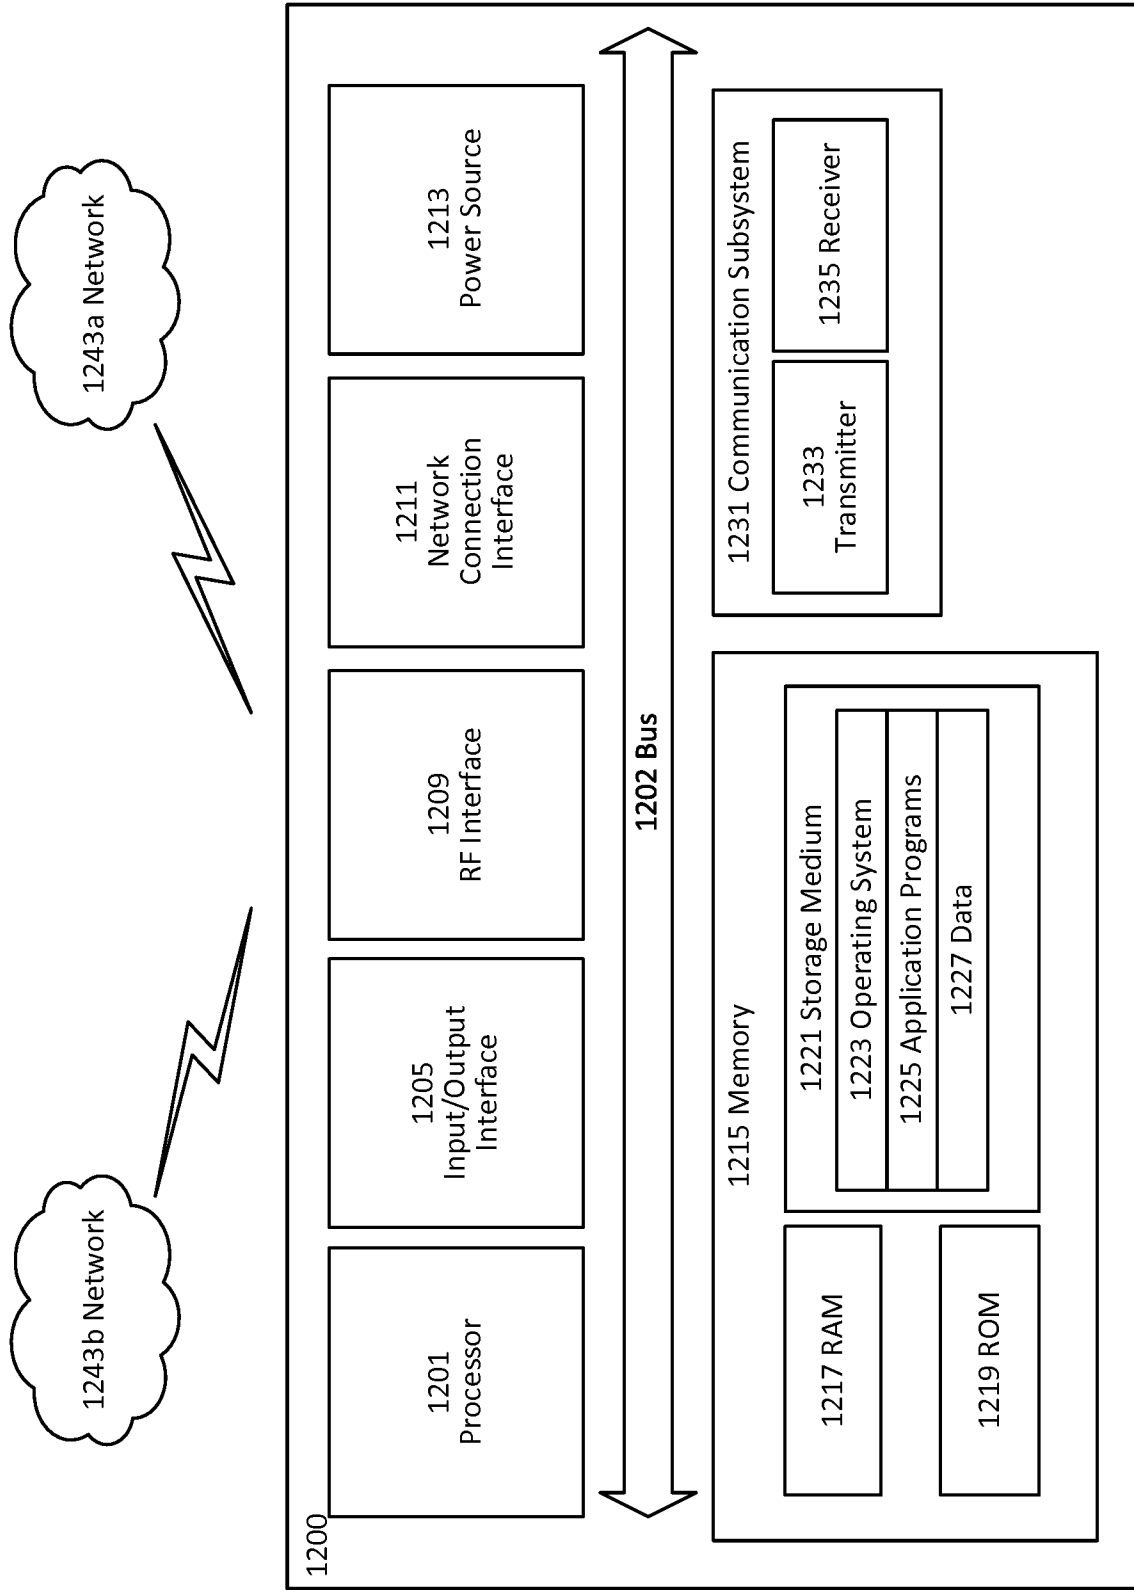 1243b Network
1243a Network
1200
1201
Processor
1205
Input/Output
Interface
1209
RF Interface
1211
Network
Connection
Interface
1213
Power Source
1202 Bus
1215 Memory
1217 RAM
1219 ROM
1221 Storage Medium
1223 Operating System
1225 Application Programs
1227 Data
1231 Communication Subsystem
1233
Transmitter
1235 Receiver